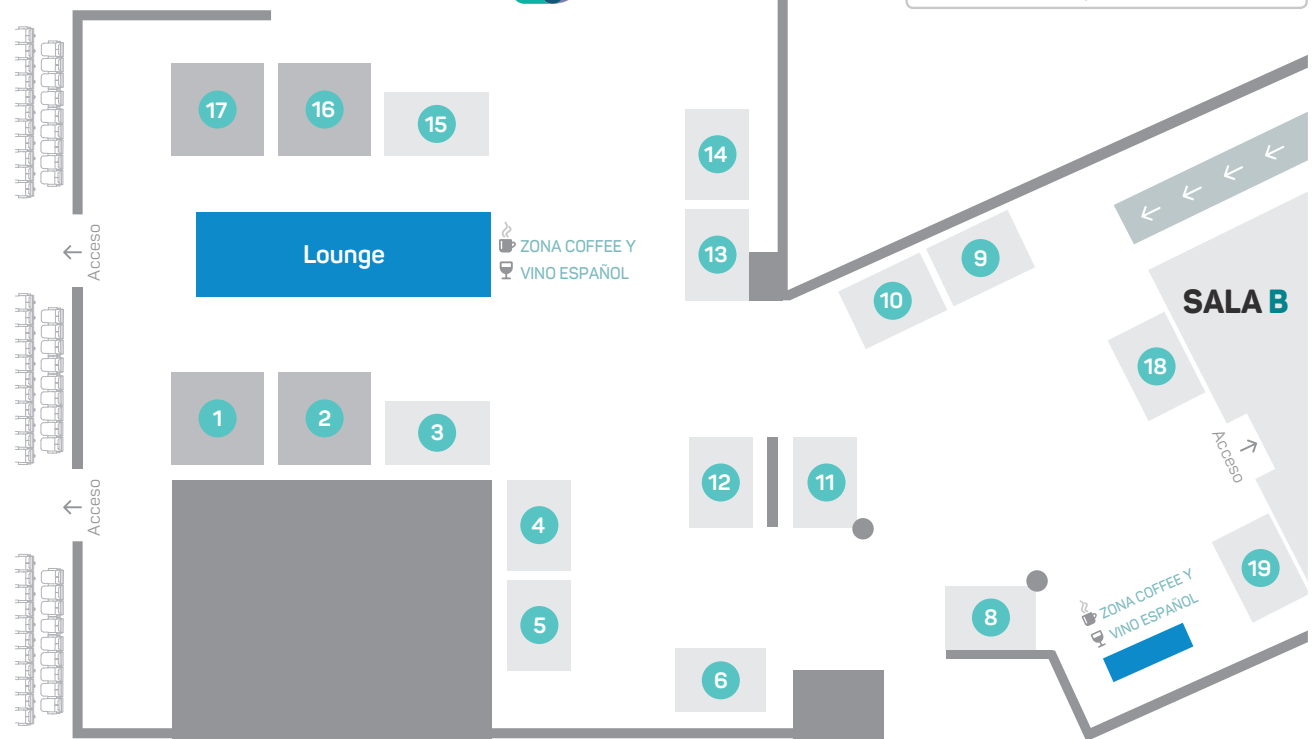 17
16
15
14
Acceso
Lounge
ZONA COFFEE Y
VINO ESPAÑOL
13
9
10
SALA B
18
1
2
3
Acceso
12
11
Acceso
4
5
6
8
ZONA COFFEE Y
VINO ESPAÑOL
19